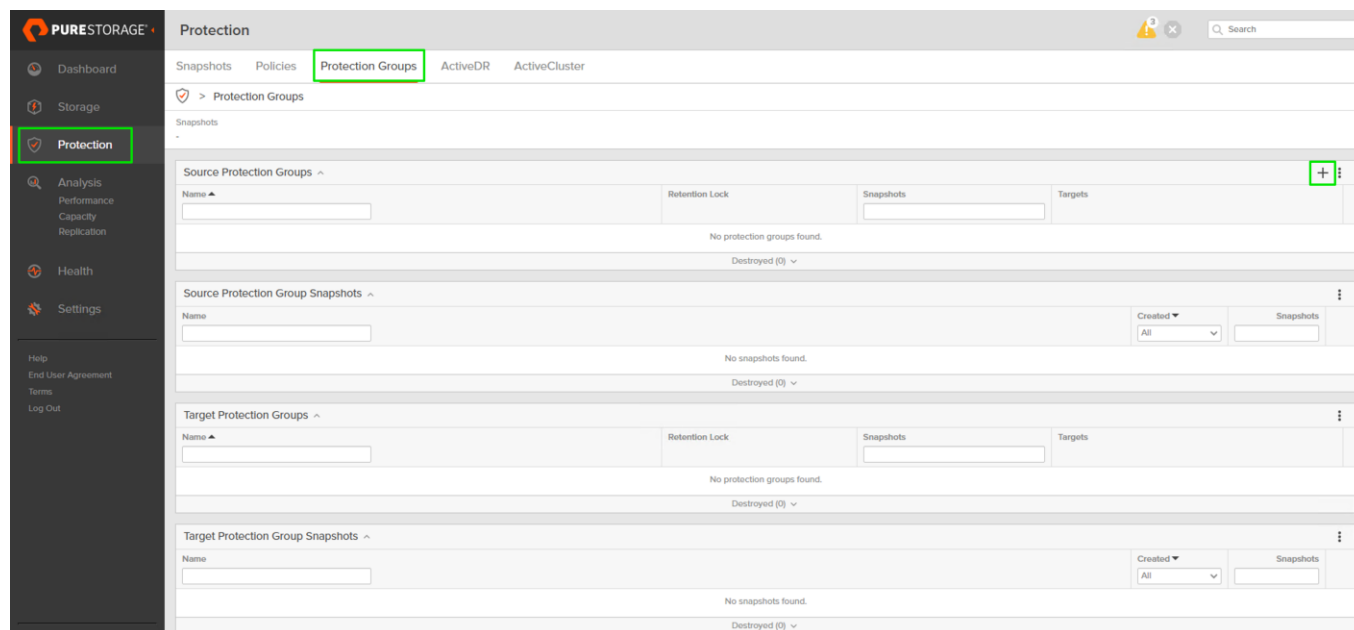 PURESTORAGE®
Protection
3
Search
Dashboard
Storage
Protection
Analysis
Performance
Capacity
Replication
Health
Settings
Help
End User Agreement
Terms
Log Out
Snapshots Policies Protection Groups ActiveDR ActiveCluster
> Protection Groups
Snapshots
-
Source Protection Groups
Name Retention Lock Snapshots Targets
No protection groups found.
Destroyed (0)
Source Protection Group Snapshots
Name Created Snapshots
All
No snapshots found.
Destroyed (0)
Target Protection Groups
Name Retention Lock Snapshots Targets
No protection groups found.
Destroyed (0)
Target Protection Group Snapshots
Name Created Snapshots
All
No snapshots found.
Destroyed (0)